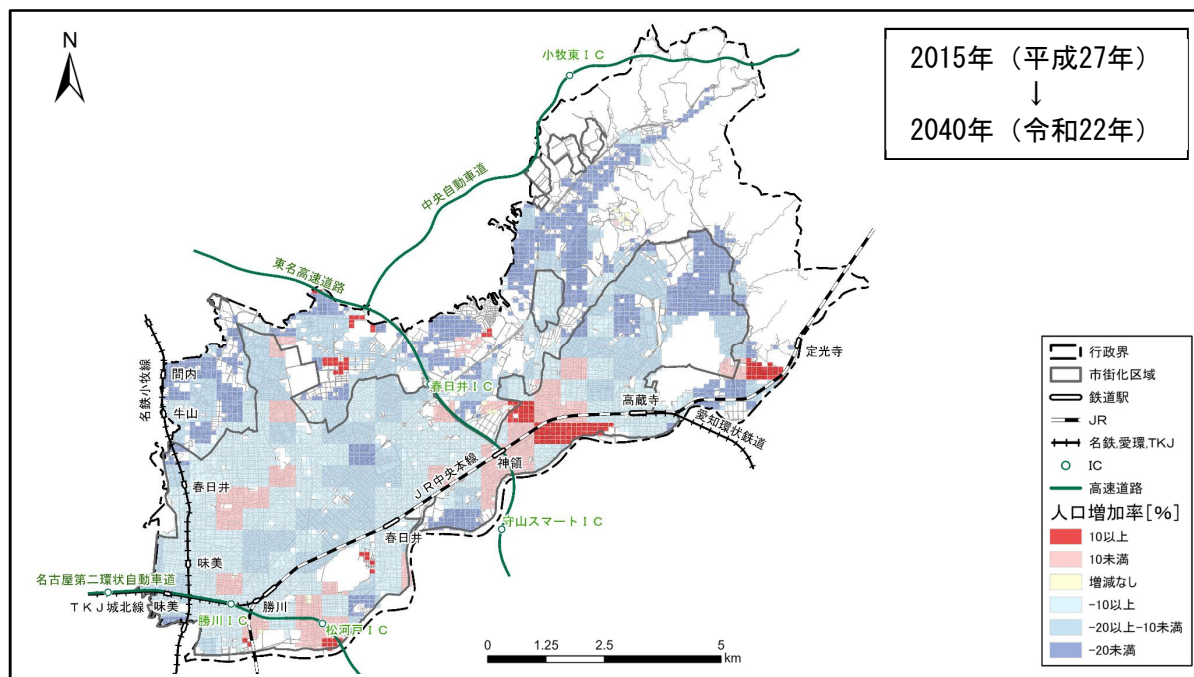 N
2015年（平成27年）
↓
2040年（令和22年）
小牧東ＩＣ
中央自動車道
東名高速道路
名鉄小牧線
間内
牛山
春日井
味美
春日井ＩＣ
高蔵寺
定光寺
愛知環状鉄道
神領
ＪＲ中央本線
春日井
守山スマートＩＣ
名古屋第二環状自動車道
ＴＫＪ城北線
味美
勝川
勝川ＩＣ
松河戸ＩＣ
0 1.25 2.5 5
km
行政界
市街化区域
鉄道駅
JR
名鉄,愛環,TKJ
IC
高速道路
人口増加率[%]
10以上
10未満
増減なし
-10以上
-20以上-10未満
-20未満